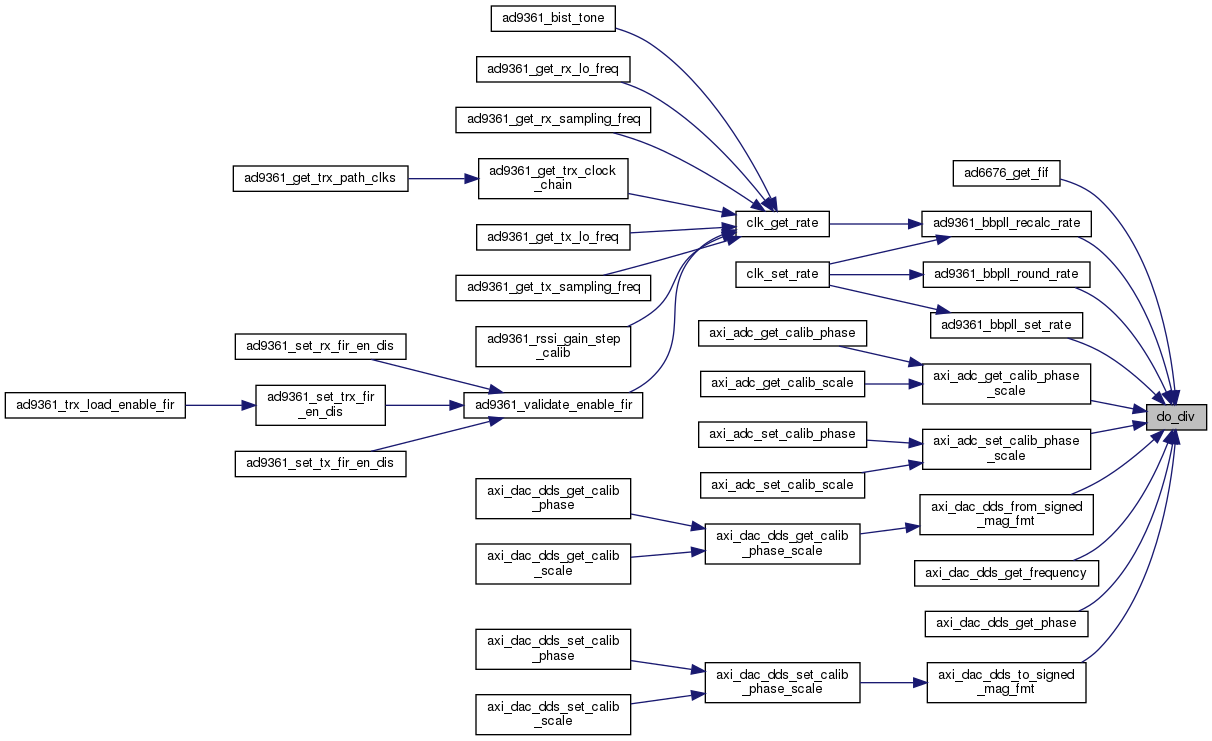 ad9361_bist_tone
ad9361_get_rx_lo_freq
ad9361_get_rx_sampling_freq
ad9361_get_trx_path_clks
ad9361_get_trx_clock
_chain
ad6676_get_fif
clk_get_rate
ad9361_bbpll_recalc_rate
ad9361_get_tx_lo_freq
clk_set_rate
ad9361_bbpll_round_rate
ad9361_get_tx_sampling_freq
ad9361_bbpll_set_rate
axi_adc_get_calib_phase
ad9361_set_rx_fir_en_dis
ad9361_rssi_gain_step
_calib
axi_adc_get_calib_scale
axi_adc_get_calib_phase
_scale
ad9361_trx_load_enable_fir
ad9361_set_trx_fir
_en_dis
ad9361_validate_enable_fir
do_div
axi_adc_set_calib_phase
axi_adc_set_calib_phase
_scale
ad9361_set_tx_fir_en_dis
axi_adc_set_calib_scale
axi_dac_dds_get_calib
_phase
axi_dac_dds_from_signed
_mag_fmt
axi_dac_dds_get_calib
_phase_scale
axi_dac_dds_get_calib
_scale
axi_dac_dds_get_frequency
axi_dac_dds_get_phase
axi_dac_dds_set_calib
_phase
axi_dac_dds_set_calib
_phase_scale
axi_dac_dds_to_signed
_mag_fmt
axi_dac_dds_set_calib
_scale